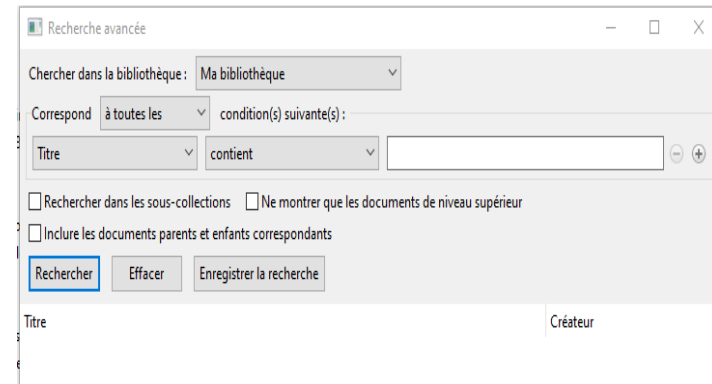 Recherche avancée
Chercher dans la bibliothèque : Ma bibliothèque
Correspond à toutes les condition(s) suivante(s) :
Titre contient
Rechercher dans les sous-collections Ne montrer que les documents de niveau supérieur
Inclure les documents parents et enfants correspondants
Rechercher Effacer Enregistrer la recherche
Titre Créateur